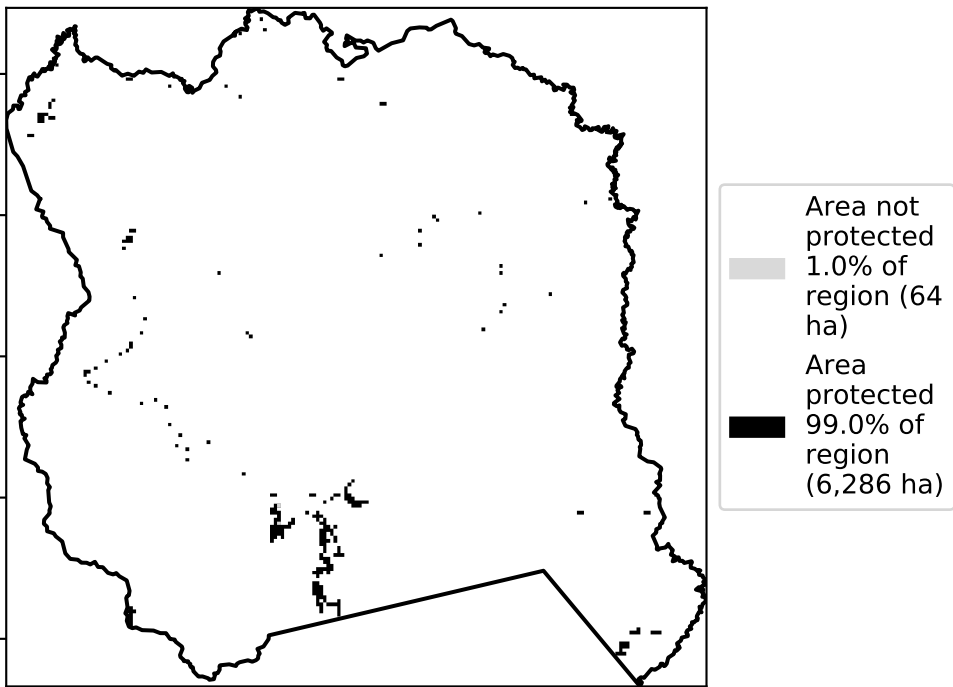 Area not
protected
1.0% of
region (64
ha)
Area
protected
99.0% of
region
(6,286 ha)